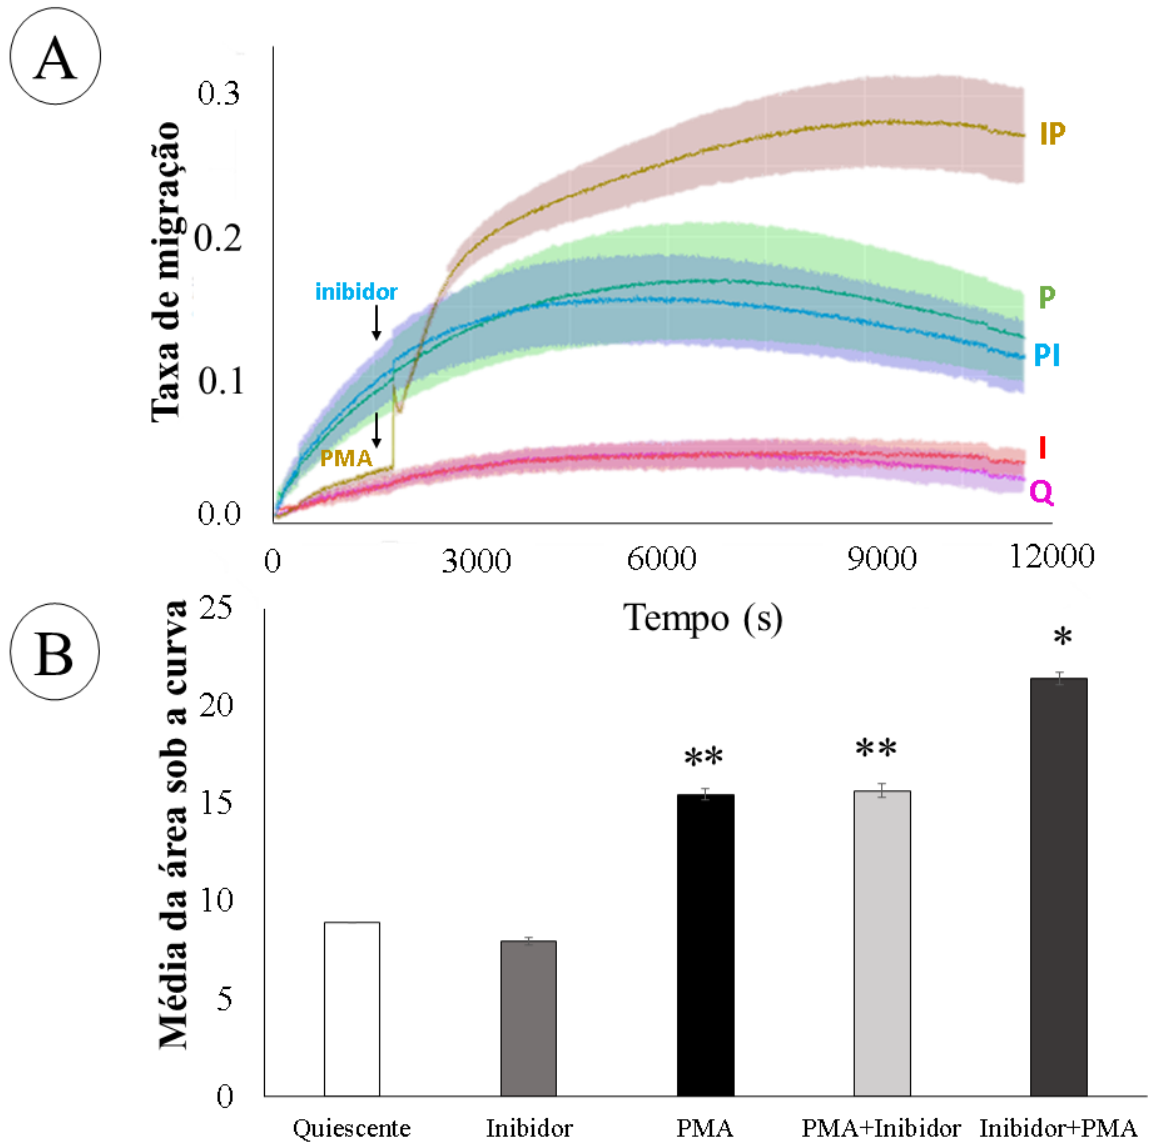 A
Taxa de migração
0.3
0.2
0.1
0.0
inibidor
PMA
IP
P
PI
I
Q
0 3000 6000 9000 12000
Tempo (s)
B
Média da área sob a curva
25
20
15
10
5
0
** ** *
Quiescente Inibidor PMA PMA+Inibidor Inibidor+PMA